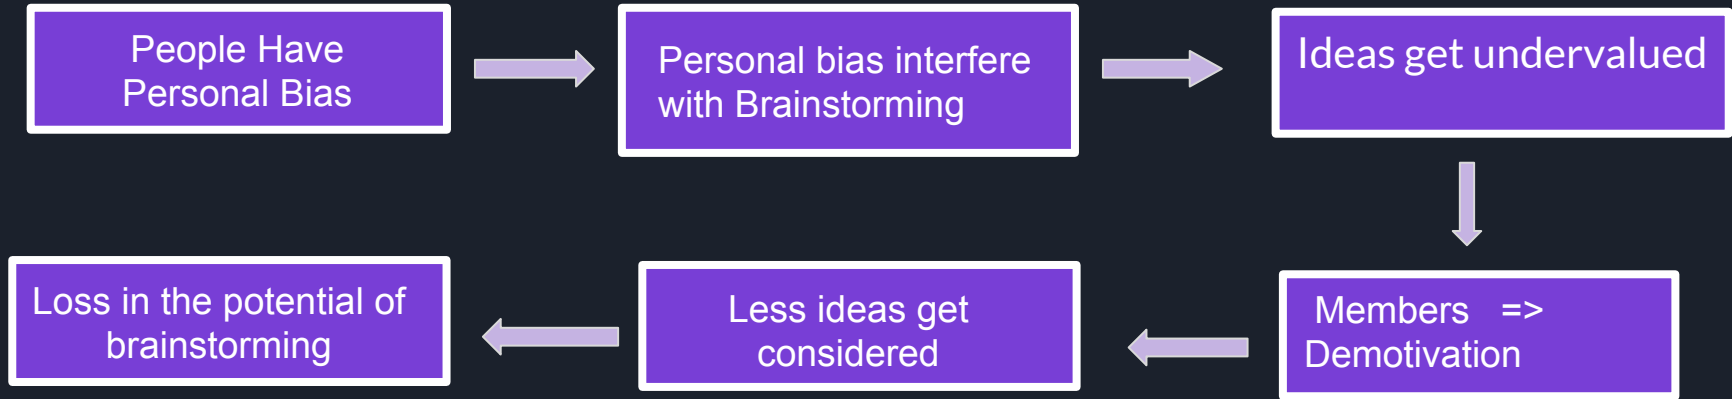 People Have
Personal Bias
Personal bias interfere
with Brainstorming
Ideas get undervalued
Members =>
Demotivation
Less ideas get
considered
Loss in the potential of
brainstorming